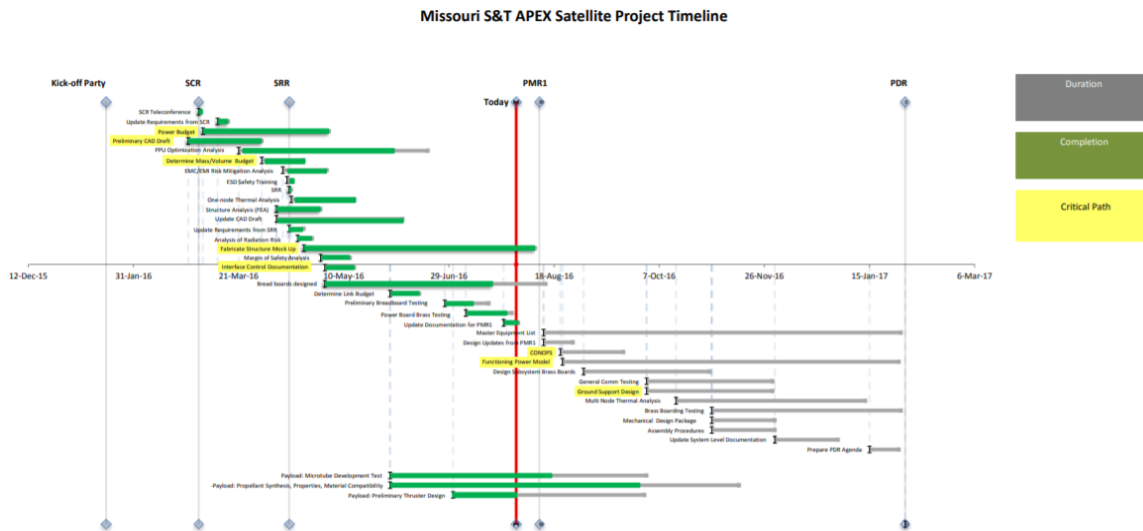 Missouri S&T APEX Satellite Project Timeline
Kick-off Party
SCR
SRR
PMR1
PDR
Today
Duration
Completion
Critical Path
SCR Teleconference
Update Requirements from SCR
Power Budget
Preliminary CAD Draft
PPU Optimization Analysis
Determine Mass/Volume Budget
EMC/EMI Risk Mitigation Analysis
ESD Safety Training
SRR
One-node Thermal Analysis
Structure Analysis (FEA)
Update CAD Draft
Update Requirements from SRR
Analysis of Radiation Risk
Fabricate Structure Mock Up
Margin of Safety Analysis
Interface Control Documentation
12-Dec-15
31-Jan-16
21-Mar-16
10-May-16
29-Jun-16
18-Aug-16
7-Oct-16
26-Nov-16
15-Jan-17
6-Mar-17
Bread boards designed
Determine Link Budget
Preliminary Breadboard Testing
Power Board Brass Testing
Update Documentation for PMR1
Master Equipment List
Design Updates from PMR1
CONOPS
Functioning Power Model
Design Subsystem Brass Boards
General Comm Testing
Ground Support Design
Multi Node Thermal Analysis
Brass Boarding Testing
Mechanical Design Package
Assembly Procedures
Update System Level Documentation
Prepare PDR Agenda
Payload: Microtube Development Test
-Payload: Propellant Synthesis, Properties, Material Compatibility
Payload: Preliminary Thruster Design